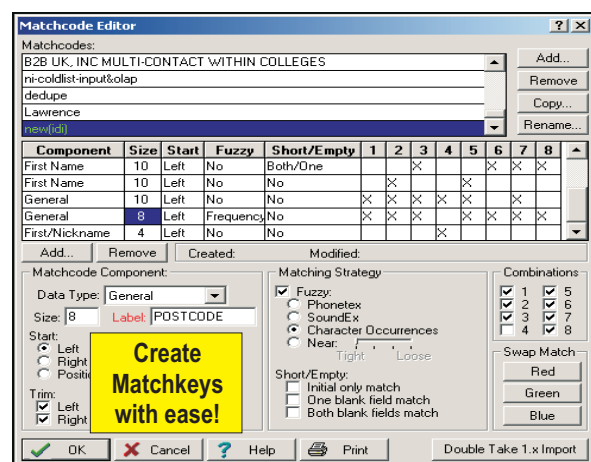 Matchcode Editor ? X
Matchcodes:
B2B UK, INC MULTI-CONTACT WITHIN COLLEGES
ni-coldlist-input&olap
dedupe
Lawrence
new(idi)
Add...
Remove
Copy...
Rename...
Component Size Start Fuzzy Short/Empty 1 2 3 4 5 6 7 8
First Name 10 Left No Both/One X X X X
First Name 10 Left No No X X
General 10 Left No No X X X X X X
General 8 Left Frequency No X X X X X X X
First/Nickname 4 Left No No X
Add... Remove Created: Modified:
Matchcode Component:
Data Type: General
Size: 8 Label: POSTCODE
Start:
Left
Right
Positio
Trim:
Left
Right
Create
Matchkeys
with ease!
Matching Strategy
Fuzzy:
Phonetex
SoundEx
Character Occurrences
Near:
Tight Loose
Short/Empty:
Initial only match
One blank field match
Both blank fields match
Combinations
1 5
2 6
3 7
4 8
Swap Match
Red
Green
Blue
OK X Cancel ? Help Print Double Take 1.x Import